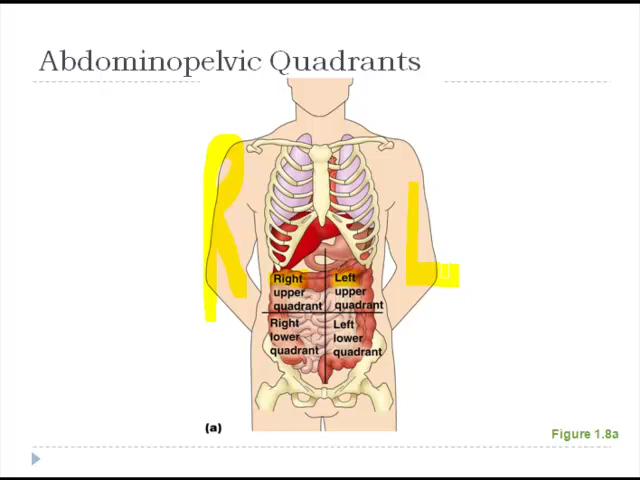 Abdominopelvic Quadrants
R
L
Right
upper
quadrant
Left
upper
quadrant
Right
lower
quadrant
Left
lower
quadrant
(a)
Figure 1.8a